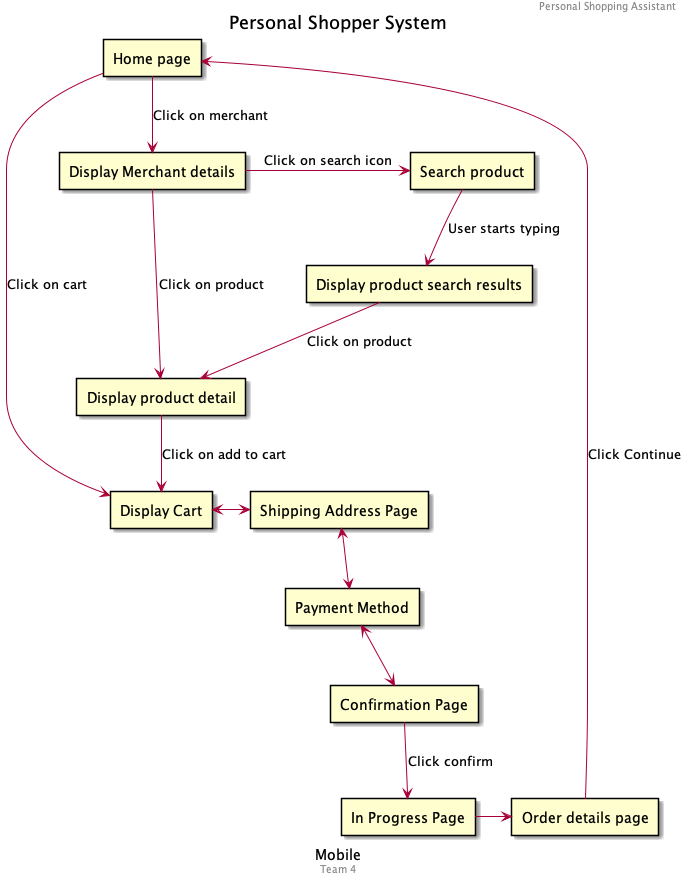 Personal Shopping Assistant
Personal Shopper System
Home page
Click on merchant
Display Merchant details
Click on search icon
Search product
User starts typing
Click on cart
Click on product
Display product search results
Click on product
Display product detail
Click on add to cart
Click Continue
Display Cart
Shipping Address Page
Payment Method
Confirmation Page
Click confirm
In Progress Page
Order details page
Mobile
Team 4